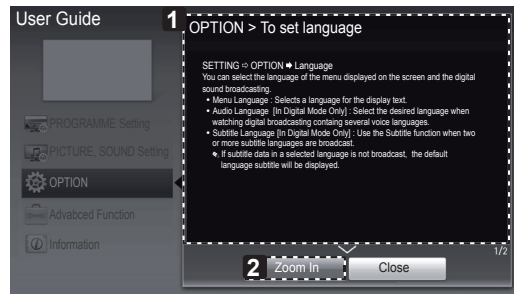 User Guide
1
OPTION > To set language
SETTING ⇨ OPTION ➡ Language
You can select the language of the menu displayed on the screen and the digital
sound broadcasting.
• Menu Language : Selects a language for the display text.
• Audio Language [In Digital Mode Only] : Select the desired language when
watching digital broadcasting containg several voice languages.
• Subtitle Language [In Digital Mode Only] : Use the Subtitle function when two
or more subtitle languages are broadcast.
If subtitle data in a selected language is not broadcast, the default
language subtitle will be displayed.
PROGRAMME Setting
PICTURE, SOUND Setting
OPTION
Advabced Function
Information
1/2
2
Zoom In
Close